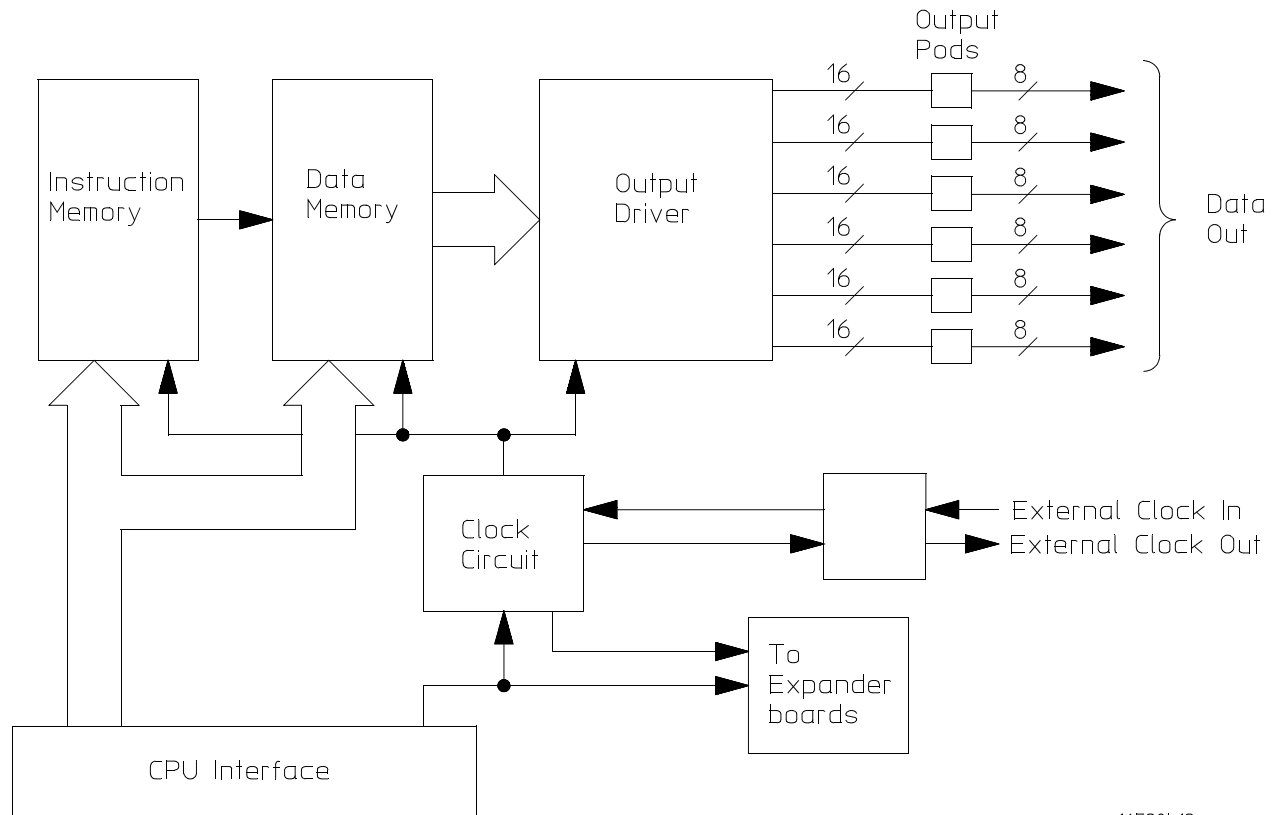 Output
Pods
16 8
16 8
16 8
16 8
16 8
16 8
Instruction
Memory
Data
Memory
Output
Driver
Data
Out
Clock
Circuit
External Clock In
External Clock Out
To
Expander
boards
CPU Interface